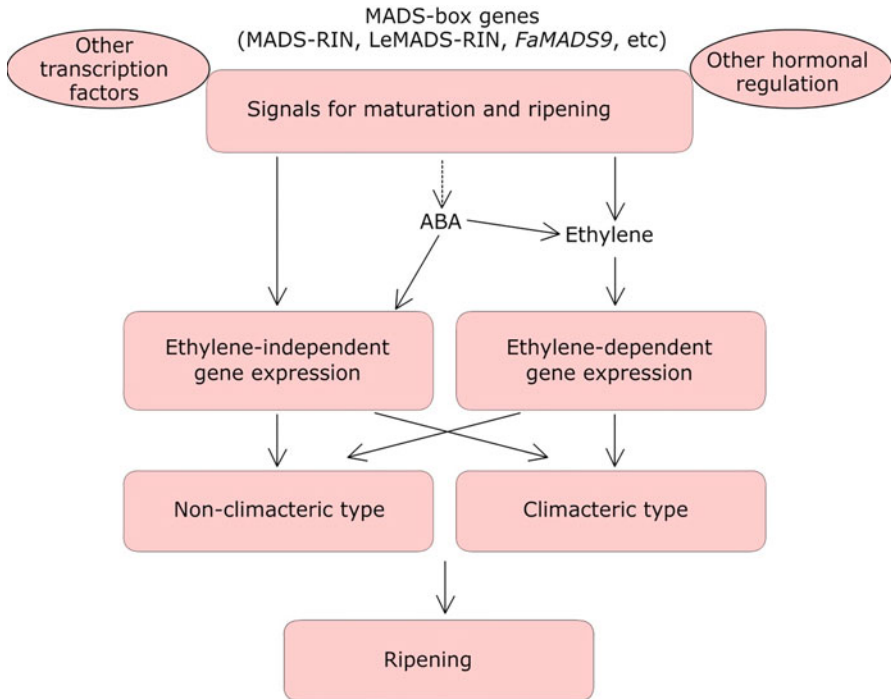 MADS-box genes
(MADS-RIN, LeMADS-RIN, FaMADS9, etc)
Other
transcription
factors
Other hormonal
regulation
Signals for maturation and ripening
ABA
Ethylene
Ethylene-independent
gene expression
Ethylene-dependent
gene expression
Non-climacteric type
Climacteric type
Ripening